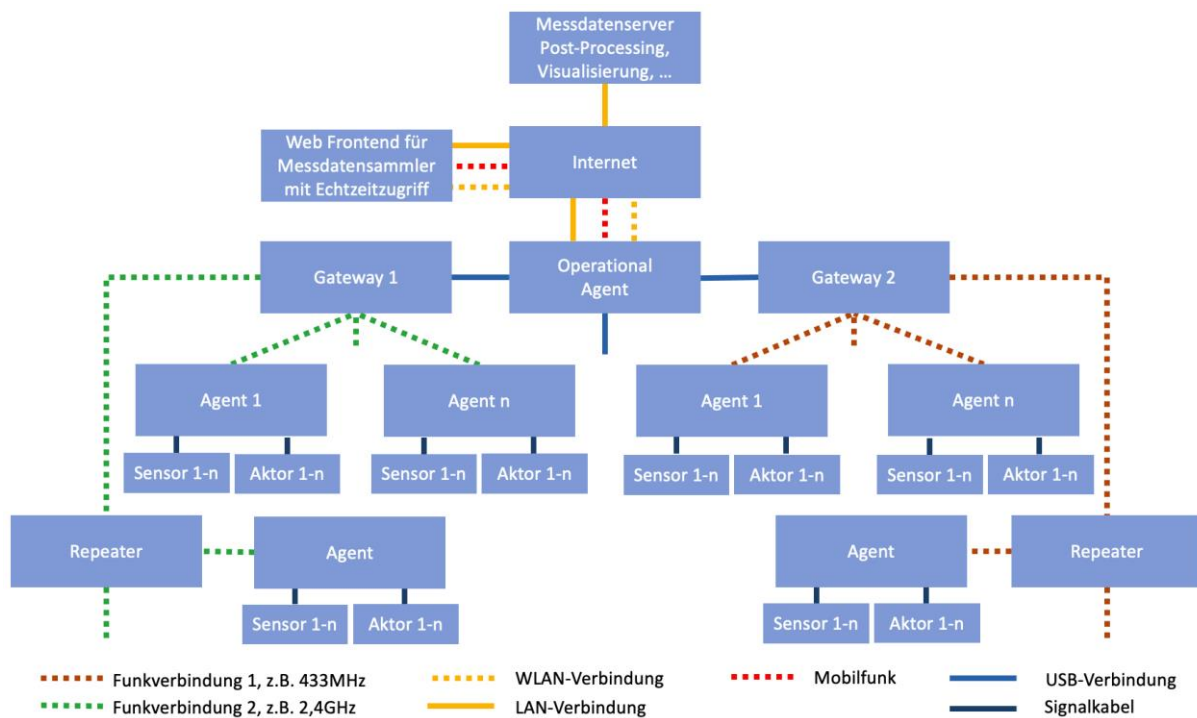 Messdatenserver
Post-Processing,
Visualisierung, ...
Web Frontend für
Messdatensammler
mit Echtzeitzugriff
Internet
Gateway 1
Operational
Agent
Gateway 2
Agent 1
Agent n
Agent 1
Agent n
Sensor 1-n
Aktor 1-n
Sensor 1-n
Aktor 1-n
Sensor 1-n
Aktor 1-n
Sensor 1-n
Aktor 1-n
Repeater
Agent
Agent
Repeater
Sensor 1-n
Aktor 1-n
Sensor 1-n
Aktor 1-n
Funkverbindung 1, z.B. 433MHz
WLAN-Verbindung
Mobilfunk
USB-Verbindung
Funkverbindung 2, z.B. 2,4GHz
LAN-Verbindung
Signalkabel